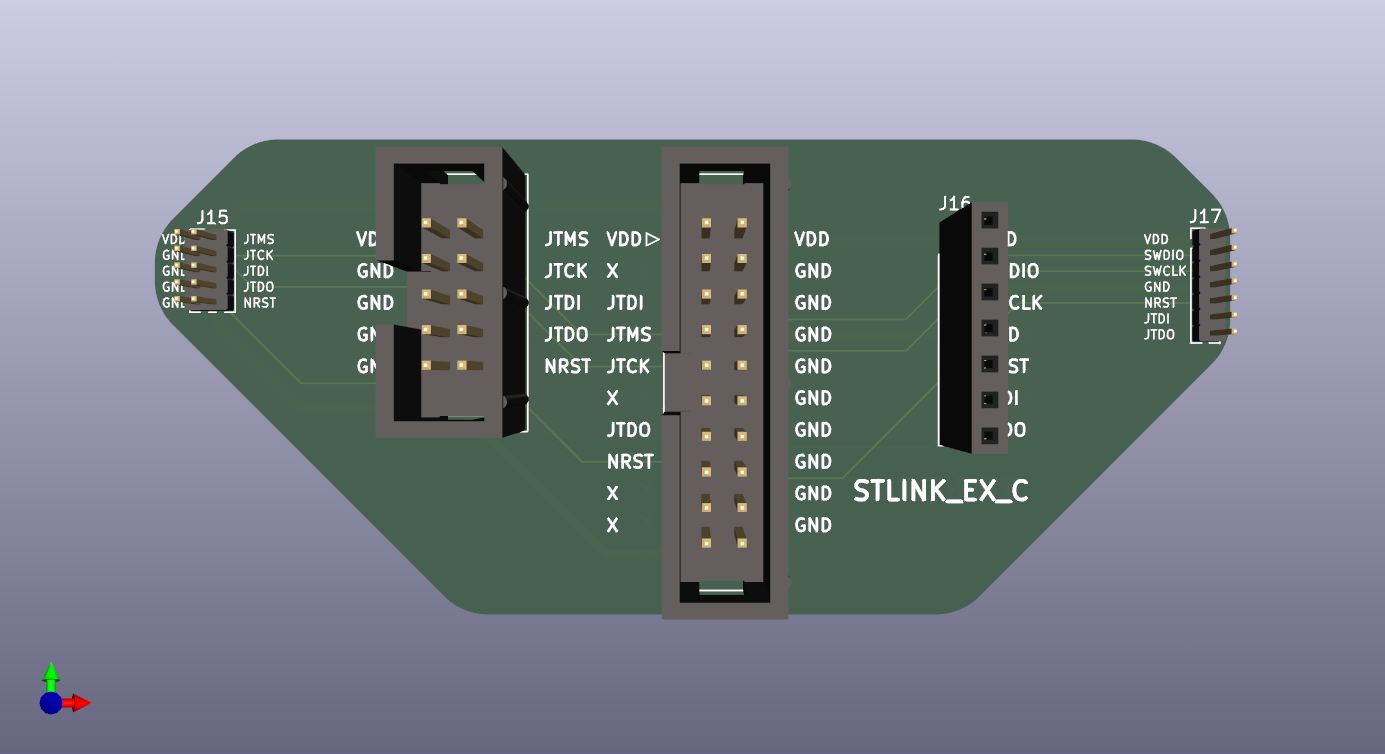 J15
VDD JTMS
GND JTCK
GND JTDI
GND JTDO
GND NRST
JTMS
GND JTCK
GND JTDI
JTDO
NRST
VDD VDD
X GND
JTDI GND
JTMS GND
JTCK GND
X GND
JTDO GND
NRST GND
X GND
X GND
J16
D
DIO
CLK
D
ST
DI
DO
STLINK_EX_C
J17
VDD
SWDIO
SWCLK
GND
NRST
JTDI
JTDO